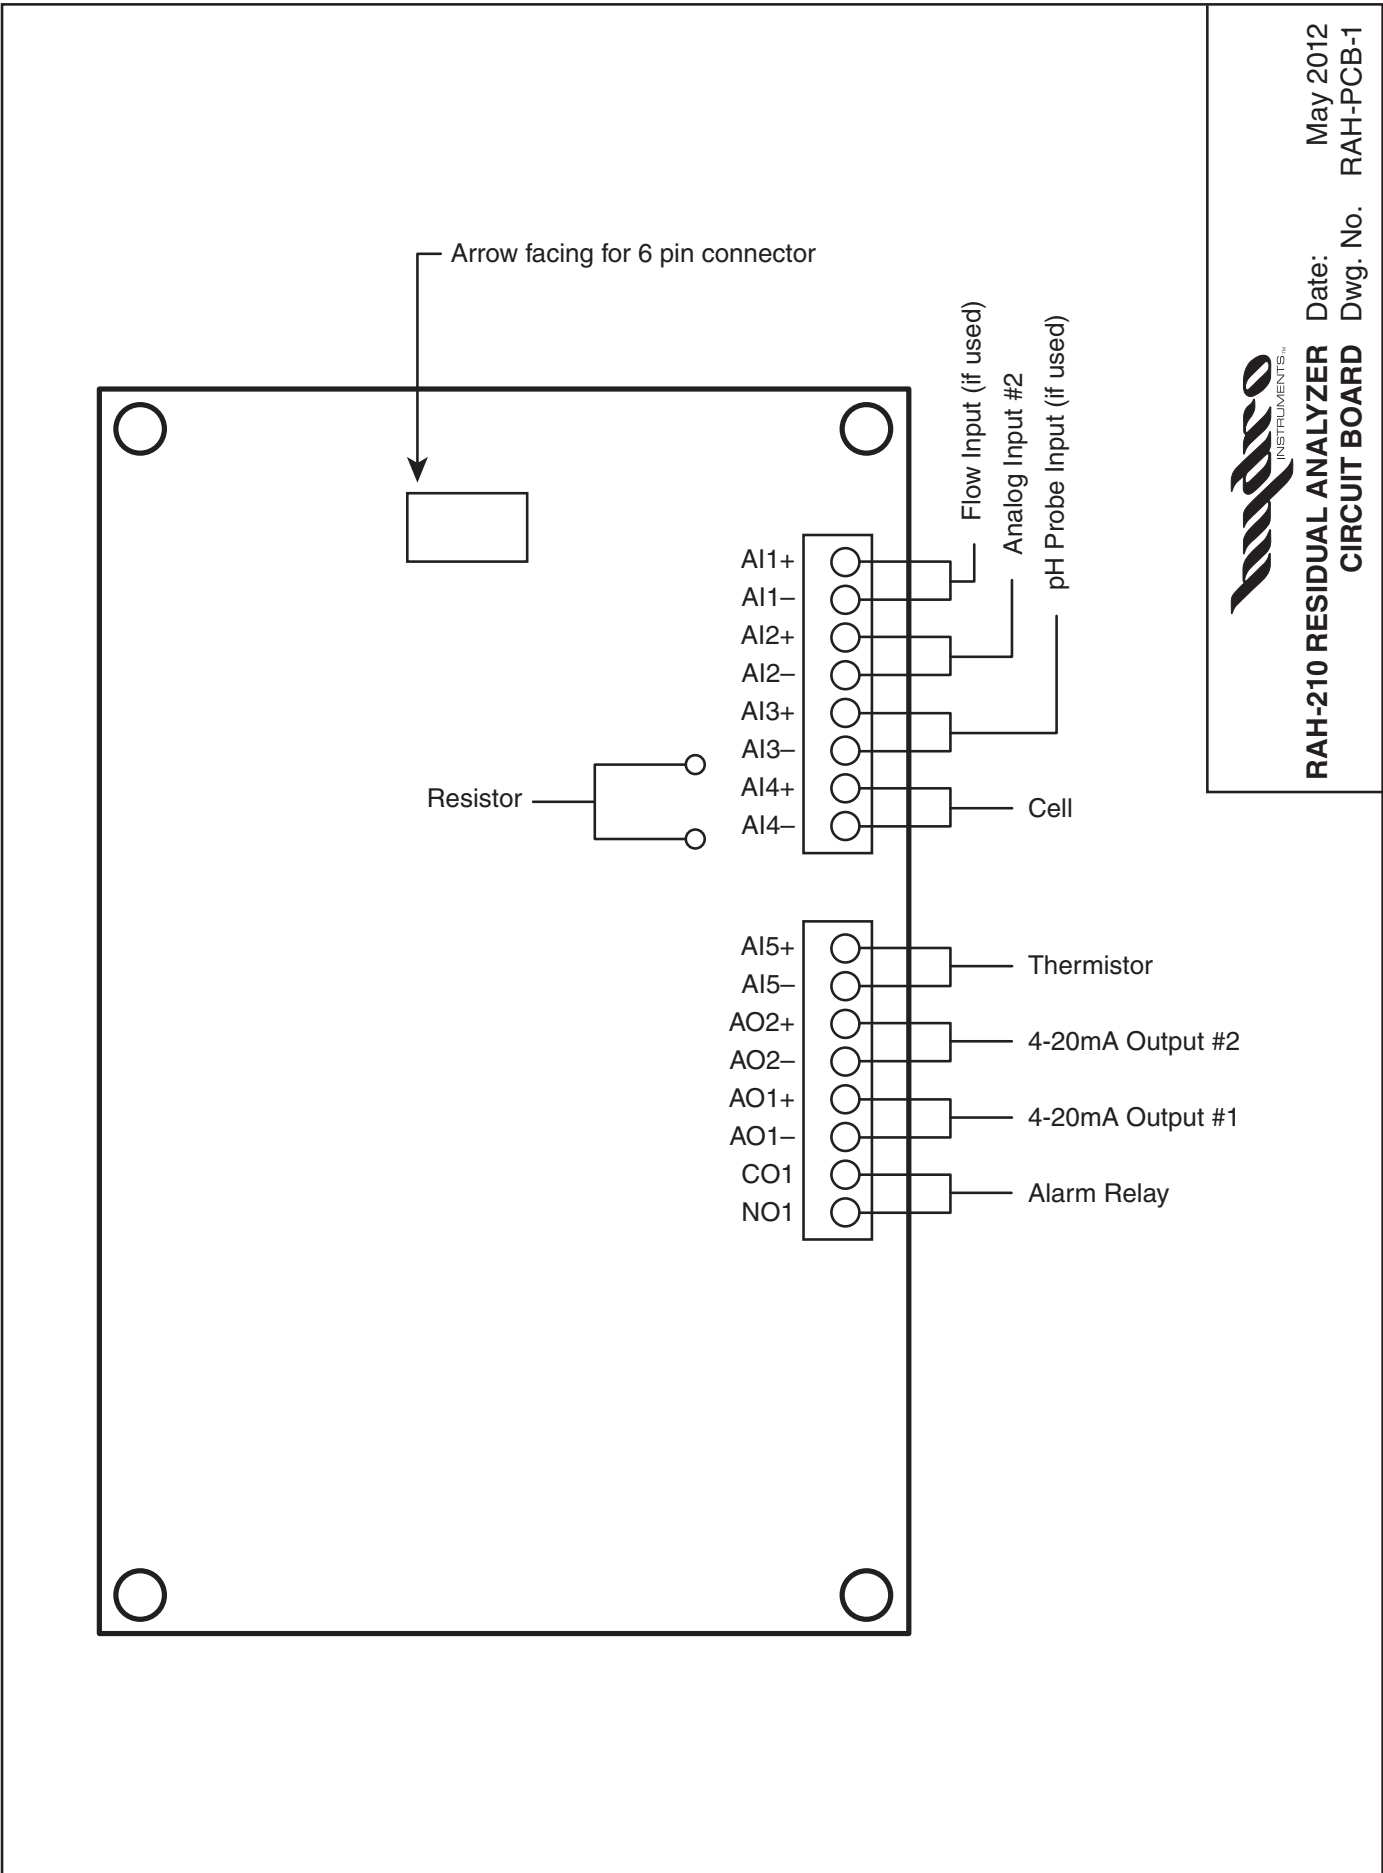 Arrow facing for 6 pin connector
Flow Input (if used)
Analog Input #2
pH Probe Input (if used)
AI1+
AI1–
AI2+
AI2–
AI3+
AI3–
AI4+
AI4–
Resistor
Cell
AI5+
AI5–
AO2+
AO2–
AO1+
AO1–
CO1
NO1
Thermistor
4-20mA Output #2
4-20mA Output #1
Alarm Relay
hydro
INSTRUMENTS™
RAH-210 RESIDUAL ANALYZER Date: May 2012
CIRCUIT BOARD Dwg. No. RAH-PCB-1